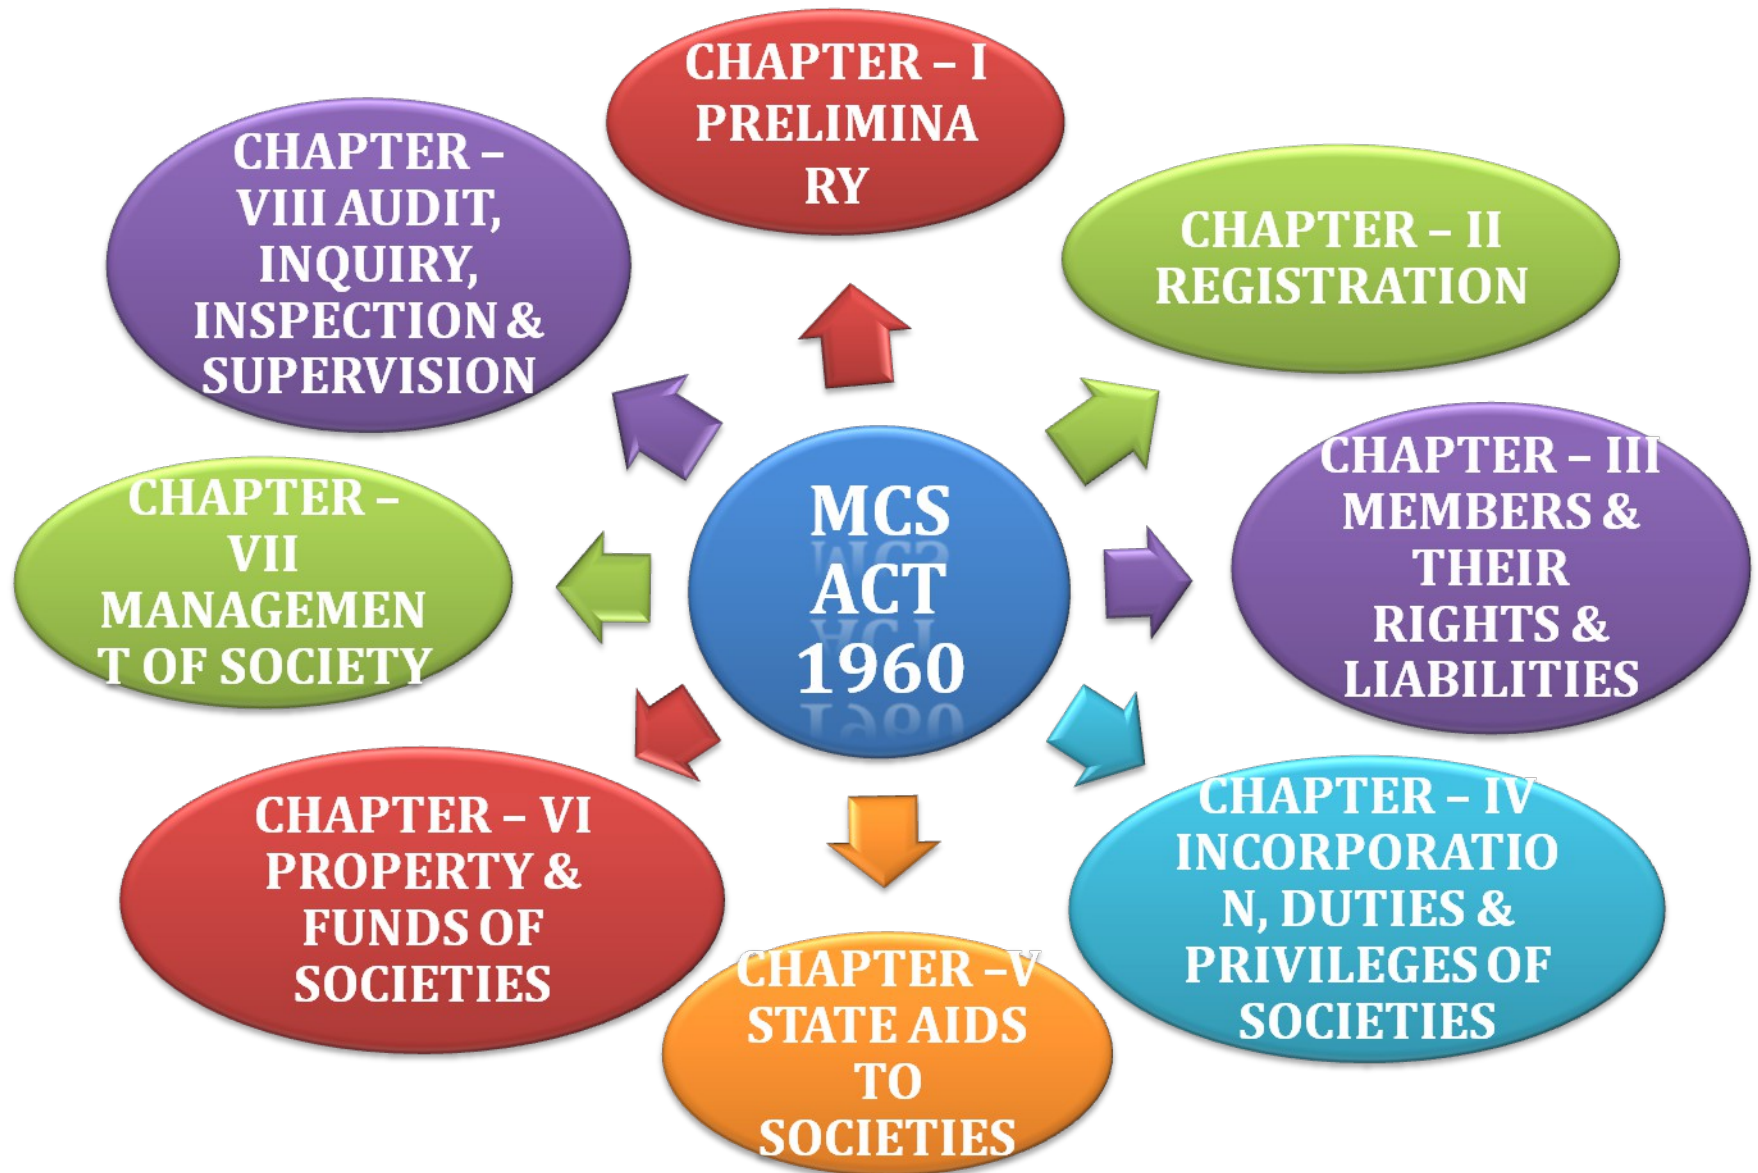 CHAPTER – I
PRELIMINA
RY
CHAPTER – II
REGISTRATION
CHAPTER – III
MEMBERS &
THEIR
RIGHTS &
LIABILITIES
CHAPTER – IV
INCORPORATIO
N, DUTIES &
PRIVILEGES OF
SOCIETIES
CHAPTER –V
STATE AIDS
TO
SOCIETIES
CHAPTER – VI
PROPERTY &
FUNDS OF
SOCIETIES
CHAPTER –
VII
MANAGEMEN
T OF SOCIETY
CHAPTER –
VIII AUDIT,
INQUIRY,
INSPECTION &
SUPERVISION
MCS
ACT
1960